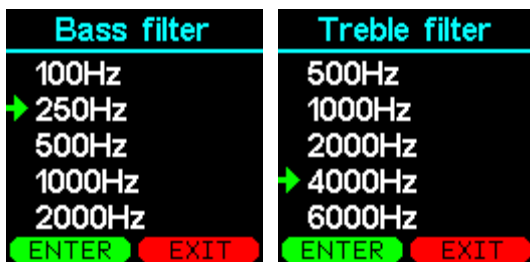 Bass filter
100Hz
250Hz
500Hz
1000Hz
2000Hz
ENTER EXIT
Treble filter
500Hz
1000Hz
2000Hz
4000Hz
6000Hz
ENTER EXIT